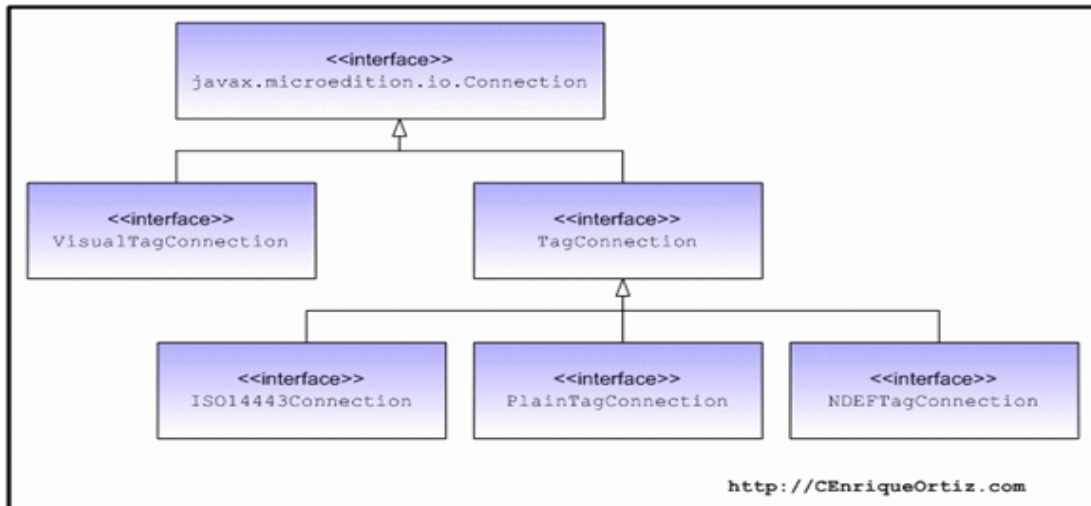 <<interface>>
javax.microedition.io.Connection
<<interface>>
VisualTagConnection
<<interface>>
TagConnection
<<interface>>
ISO14443Connection
<<interface>>
PlainTagConnection
<<interface>>
NDEFTagConnection
http://CEnriqueOrtiz.com